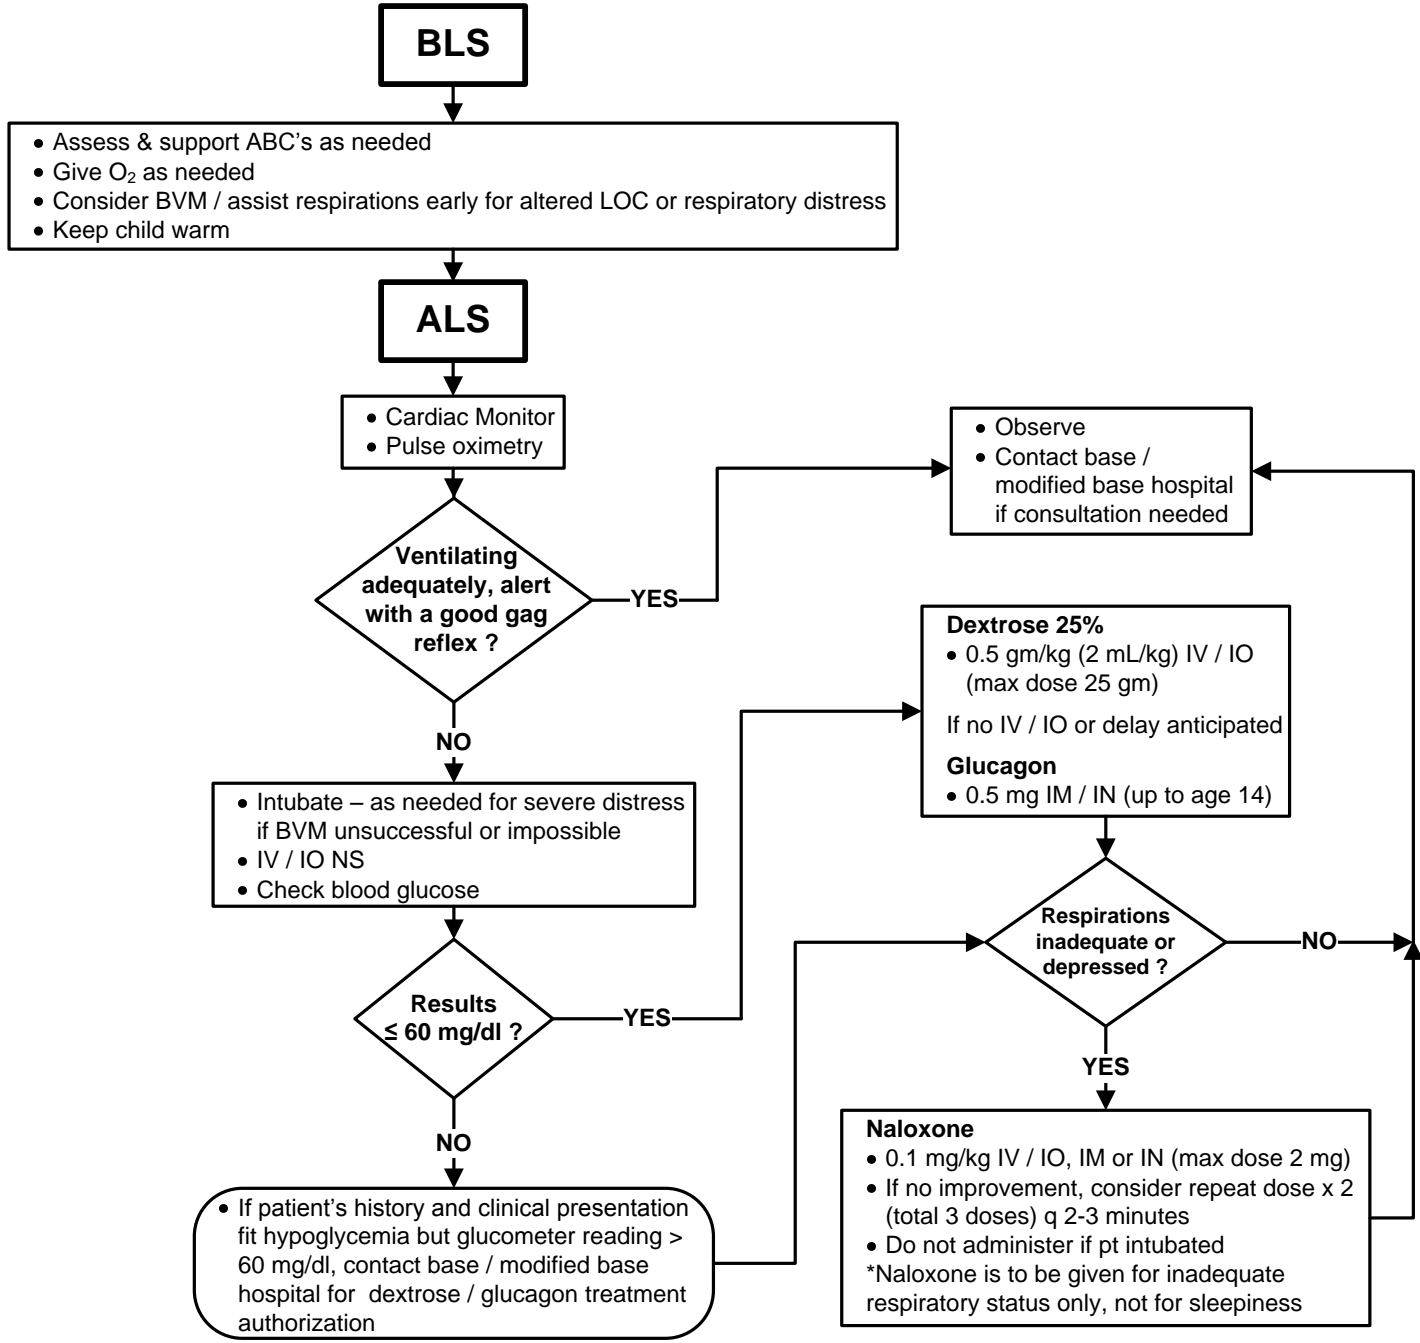 BLS
• Assess & support ABC’s as needed
• Give O₂ as needed
• Consider BVM / assist respirations early for altered LOC or respiratory distress
• Keep child warm
ALS
• Cardiac Monitor
• Pulse oximetry
• Observe
• Contact base /
modified base hospital
if consultation needed
Ventilating
adequately, alert
with a good gag
reflex ?
YES
NO
Dextrose 25%
• 0.5 gm/kg (2 mL/kg) IV / IO
(max dose 25 gm)
If no IV / IO or delay anticipated
Glucagon
• 0.5 mg IM / IN (up to age 14)
• Intubate – as needed for severe distress
if BVM unsuccessful or impossible
• IV / IO NS
• Check blood glucose
Respirations
inadequate or
depressed ?
NO
Results
≤ 60 mg/dl ?
YES
YES
NO
Naloxone
• 0.1 mg/kg IV / IO, IM or IN (max dose 2 mg)
• If no improvement, consider repeat dose x 2
(total 3 doses) q 2-3 minutes
• Do not administer if pt intubated
*Naloxone is to be given for inadequate
respiratory status only, not for sleepiness
• If patient’s history and clinical presentation
fit hypoglycemia but glucometer reading >
60 mg/dl, contact base / modified base
hospital for dextrose / glucagon treatment
authorization